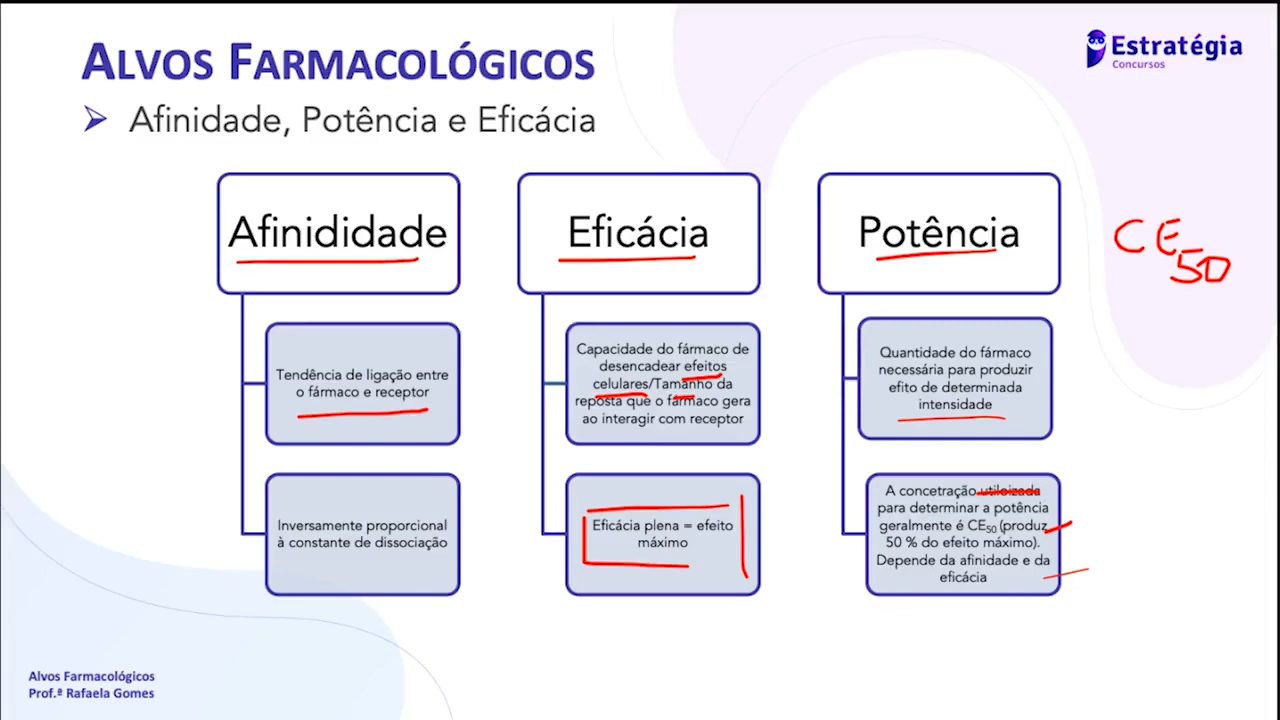 ALVOS FARMACOLÓGICOS
Estratégia
Concursos
Afinidade, Potência e Eficácia
Afinididade
Tendência de ligação entre
o fármaco e receptor
Inversamente proporcional
à constante de dissociação
Eficácia
Capacidade do fármaco de
desencadear efeitos
celulares/Tamanho da
reposta que o fármaco gera
ao interagir com receptor
Eficácia plena = efeito
máximo
Potência
CE50
Quantidade do fármaco
necessária para produzir
efito de determinada
intensidade
A concetração utiloizada
para determinar a potência
geralmente é CE50 (produz
50 % do efeito máximo).
Depende da afinidade e da
eficácia
Alvos Farmacológicos
Prof.ª Rafaela Gomes